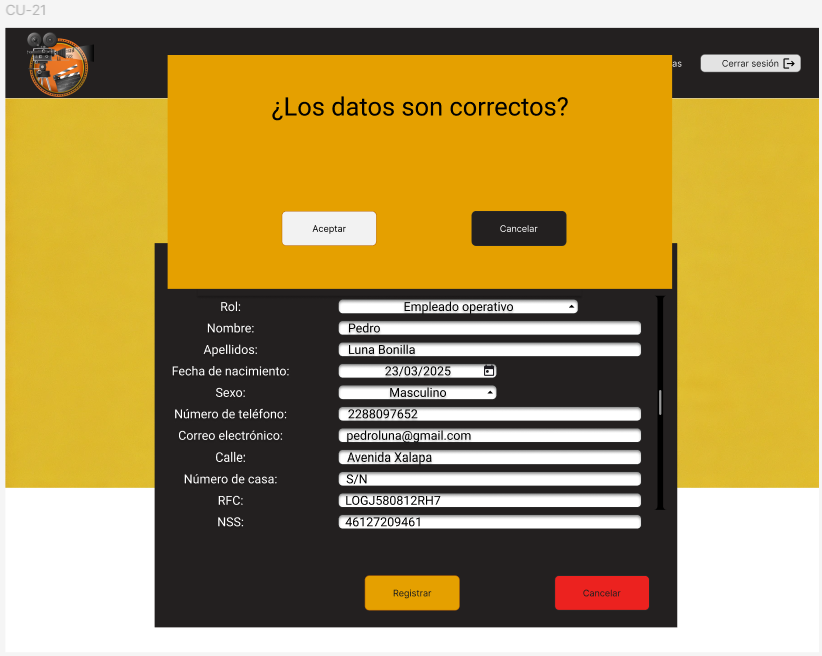 CU-21
as
Cerrar sesión
¿Los datos son correctos?
Aceptar
Cancelar
Rol:
Empleado operativo
Nombre:
Pedro
Apellidos:
Luna Bonilla
Fecha de nacimiento:
23/03/2025
Sexo:
Masculino
Número de teléfono:
2288097652
Correo electrónico:
pedroluna@gmail.com
Calle:
Avenida Xalapa
Número de casa:
S/N
RFC:
LOGJ580812RH7
NSS:
46127209461
Registrar
Cancelar